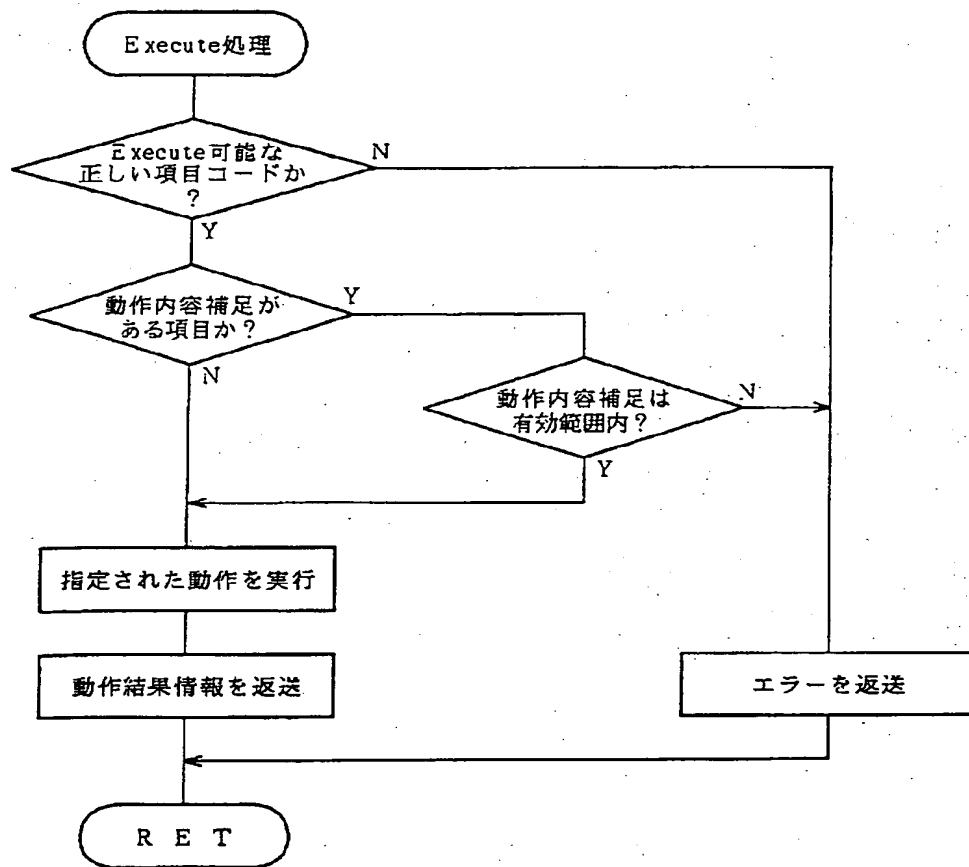 Execute処理
Execute可能な
正しい項目コードか
?
N
Y
動作内容補足が
ある項目か?
Y
N
動作内容補足は
有効範囲内?
N
Y
指定された動作を実行
動作結果情報を返送
エラーを返送
RET